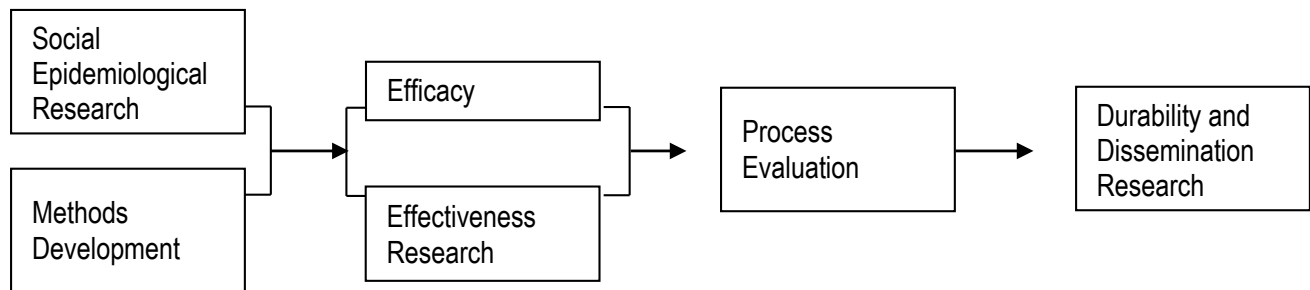 Social
Epidemiological
Research
Methods
Development
Efficacy
Effectiveness
Research
Process
Evaluation
Durability and
Dissemination
Research